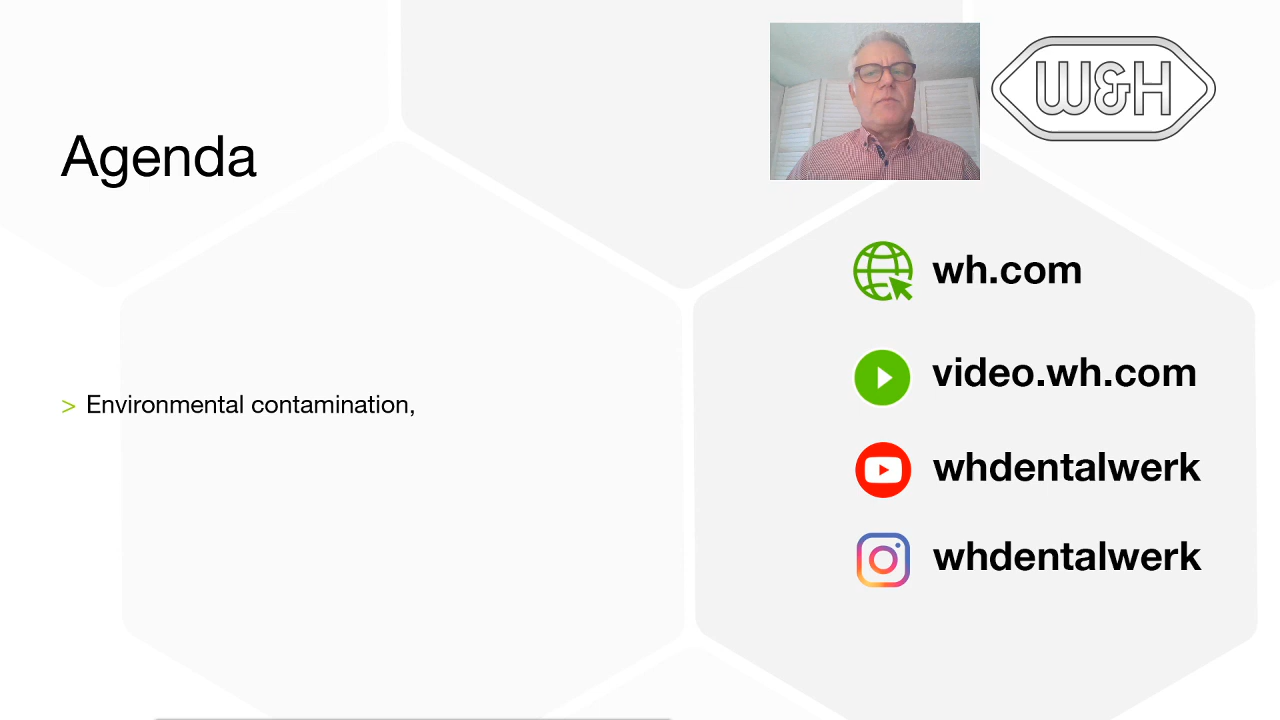 W&H
Agenda
wh.com
video.wh.com
> Environmental contamination,
whdentalwerk
whdentalwerk